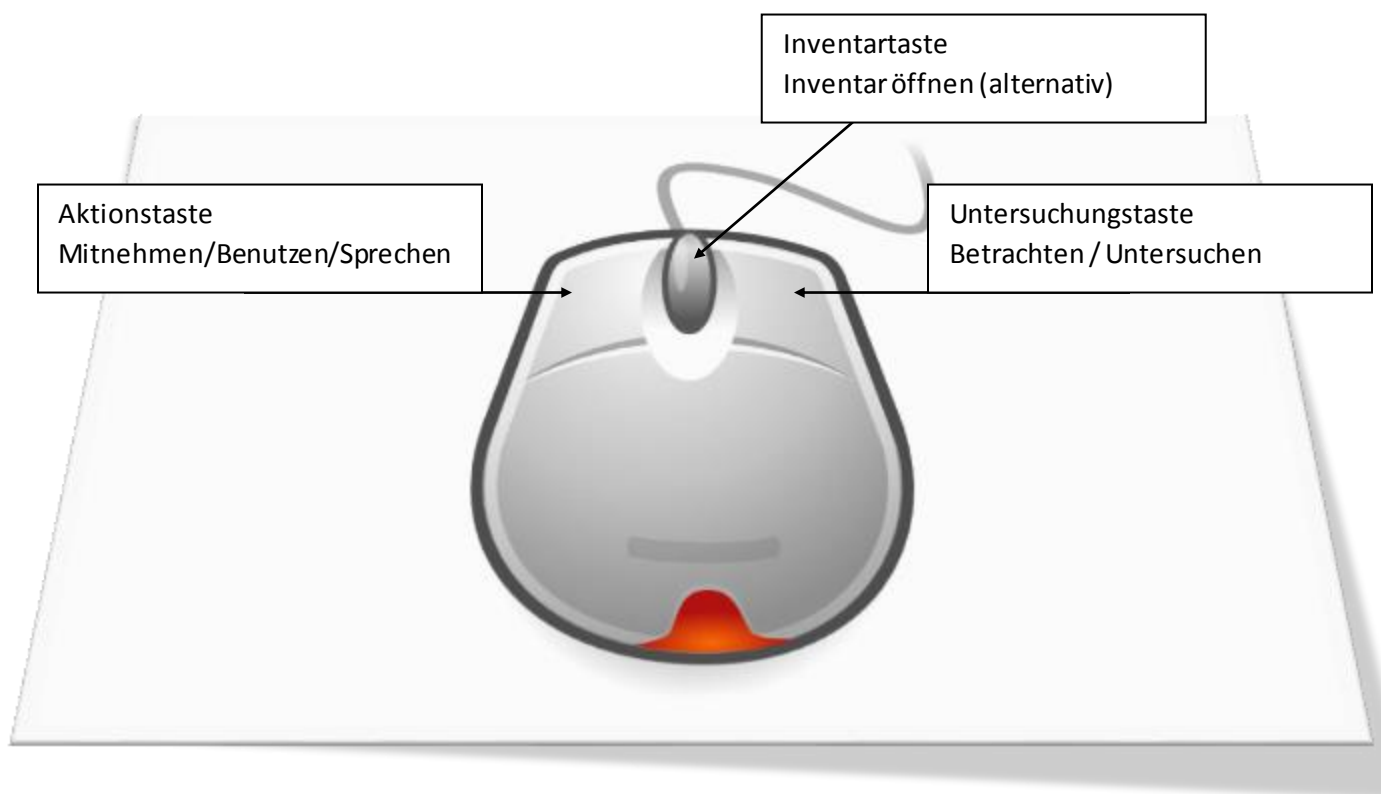 Inventartaste
Inventar öffnen (alternativ)
Aktionstaste
Mitnehmen/Benutzen/Sprechen
Untersuchungstaste
Betrachten / Untersuchen